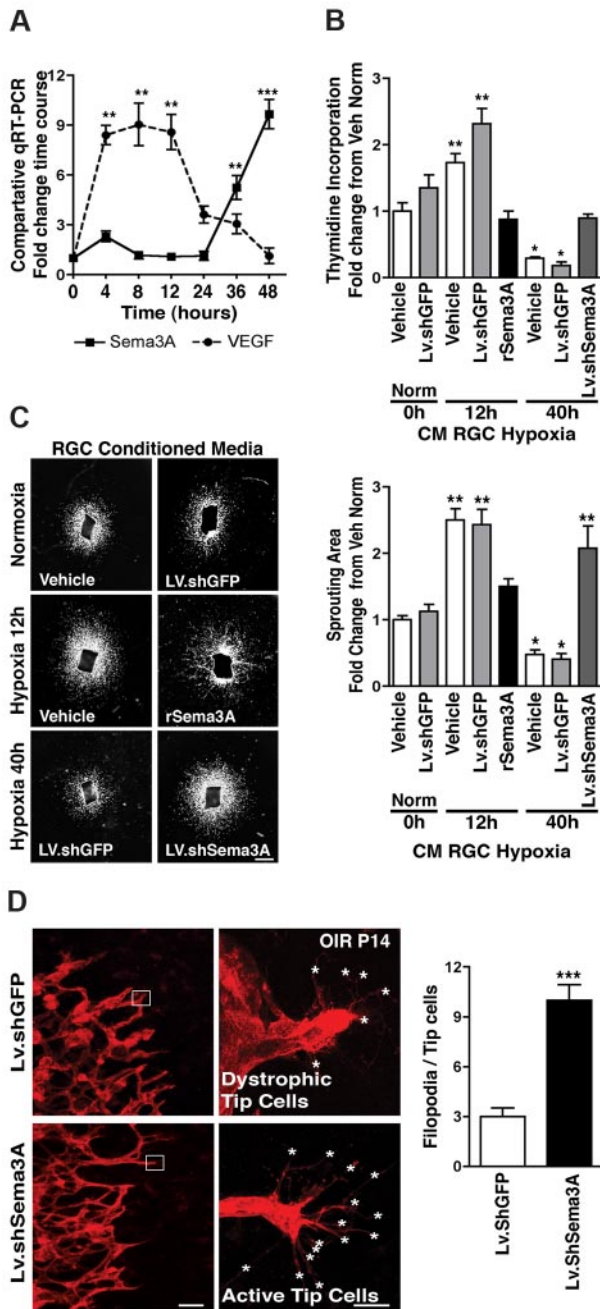 A
Compartative qRT-PCR
Fold change time course
12
9
6
3
0
**
**
**
**
***
0
4
8
12
24
36
48
Time (hours)
Sema3A
VEGF
B
Thymidine Incorporation
Fold Change from Veh Norm
3
2
1
0
**
**
*
*
Vehicle
Lv.shGFP
Vehicle
Lv.shGFP
rSema3A
Vehicle
Lv.shGFP
Lv.shSema3A
Norm
0h
12h
40h
CM RGC Hypoxia
Sprouting Area
Fold Change from Veh Norm
3
2
1
0
**
**
*
*
**
Vehicle
Lv.shGFP
Vehicle
Lv.shGFP
rSema3A
Vehicle
Lv.shGFP
Lv.shSema3A
Norm
0h
12h
40h
CM RGC Hypoxia
C
RGC Conditioned Media
Normoxia
Vehicle
LV.shGFP
Hypoxia 12h
Vehicle
rSema3A
Hypoxia 40h
LV.shGFP
LV.shSema3A
D
Lv.shGFP
OIR P14
* * * * * *
Dystrophic
Tip Cells
Lv.shSema3A
Active Tip Cells
Filopodia / Tip cells
12
9
6
3
0
***
Lv.ShGFP
Lv.ShSema3A